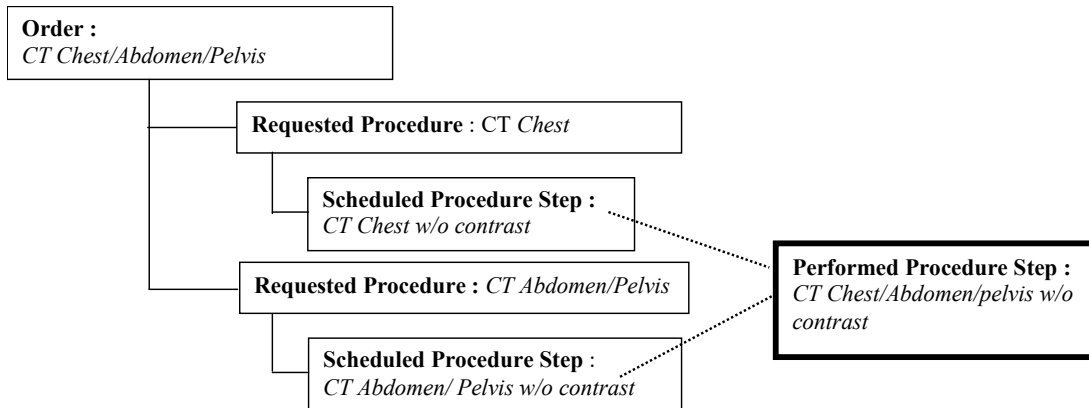 Order :
CT Chest/Abdomen/Pelvis
Requested Procedure : CT Chest
Scheduled Procedure Step :
CT Chest w/o contrast
Requested Procedure : CT Abdomen/Pelvis
Scheduled Procedure Step :
CT Abdomen/ Pelvis w/o contrast
Performed Procedure Step :
CT Chest/Abdomen/pelvis w/o
contrast